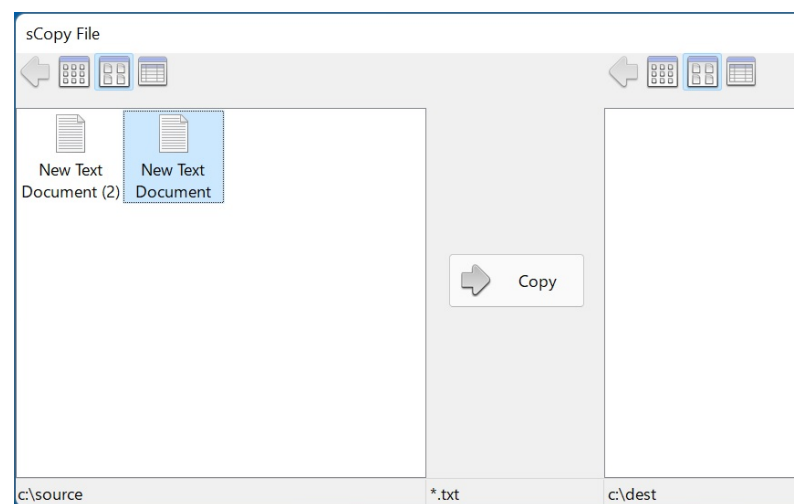 sCopy File
New Text
Document (2)
New Text
Document
Copy
c:\source
*.txt
c:\dest